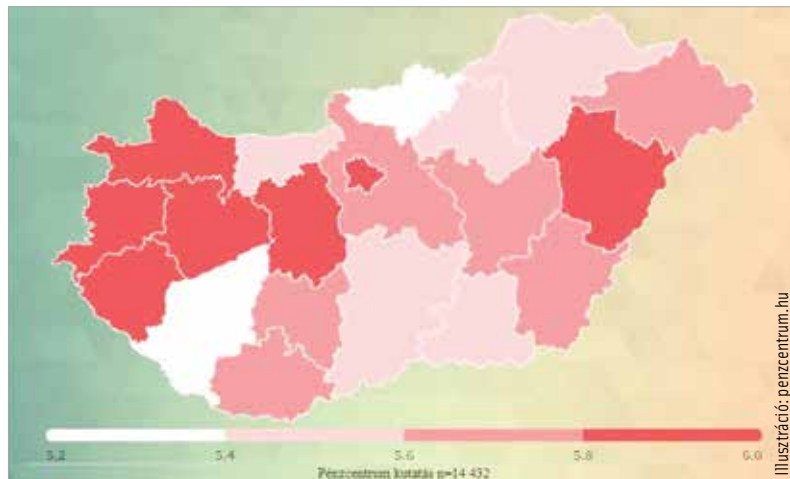 5.2 5.4 5.6 5.8 6.0
Pénzcentrum kutatás n=14 432
Illusztráció: penzcentrum.hu